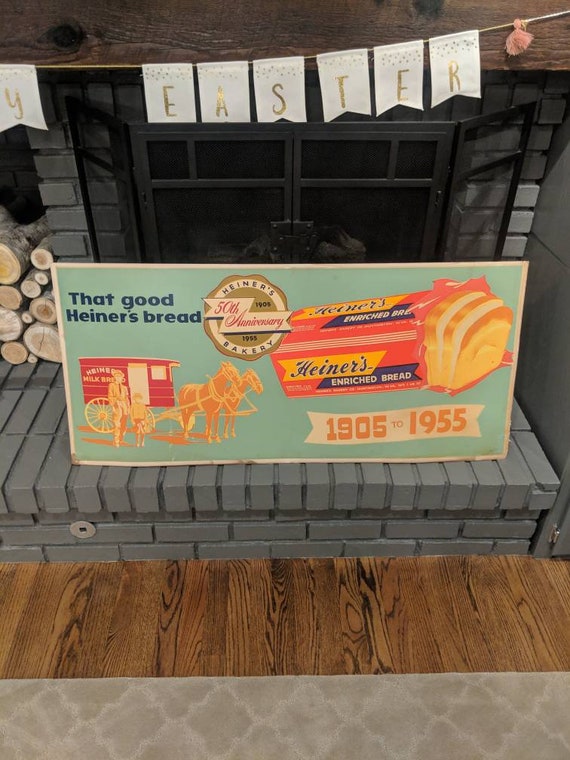 Y EASTER
That good
Heiner's bread
HEINER'S
1905
50th
Anniversary
1955
BAKERY
Heiner's
ENRICHED BRE
Heiner's
ENRICHED BREAD
HEINER'S
MILK BREAD
1905 TO 1955